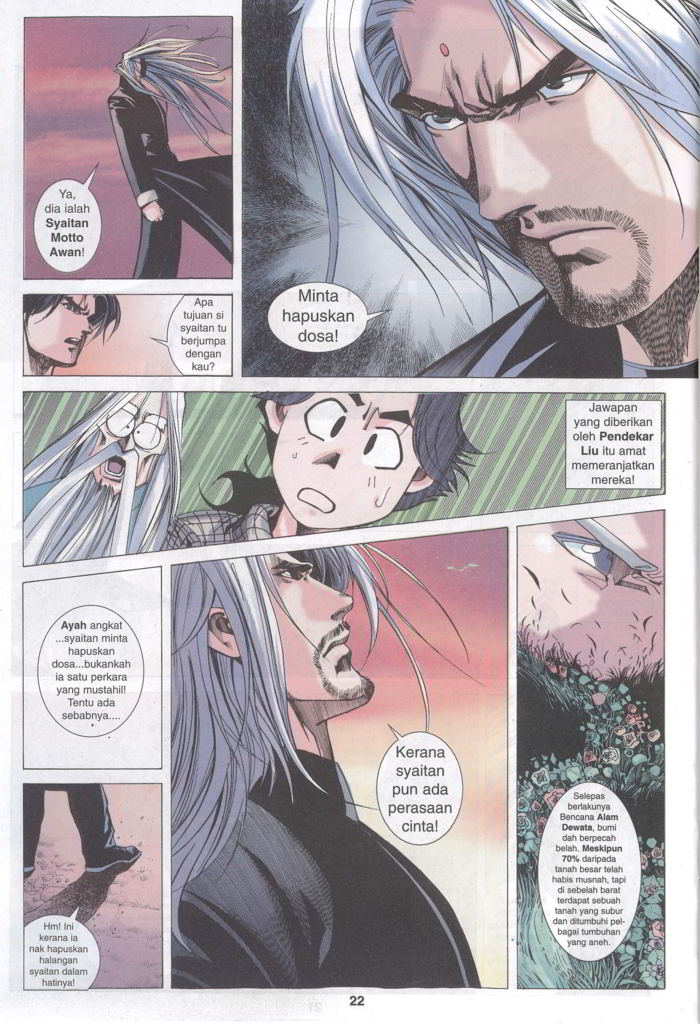 Ya,
dia ialah
Syaitan
Motto
Awan!
Minta
hapuskan
dosa!
Apa
tujuan si
syaitan tu
berjumpa
dengan
kau?
Jawapan
yang diberikan
oleh Pendekar
Liu itu amat
memeranjatkan
mereka!
Ayah angkat
...syaitan minta
hapuskan
dosa...bukankah
ia satu perkara
yang mustahil!
Tentu ada
sebabnya....
Kerana
syaitan
pun ada
perasaan
cinta!
Selepas
berlakunya
Bencana Alam
Dewata, bumi
dah berpecah
belah. Meskipun
70% daripada
tanah besar telah
habis musnah, tapi
di sebelah barat
terdapat sebuah
tanah yang subur
dan ditumbuhi pel-
bagai tumbuhan
yang aneh.
Hm! Ini
kerana ia
nak hapuskan
halangan
syaitan dalam
hatinya!
22